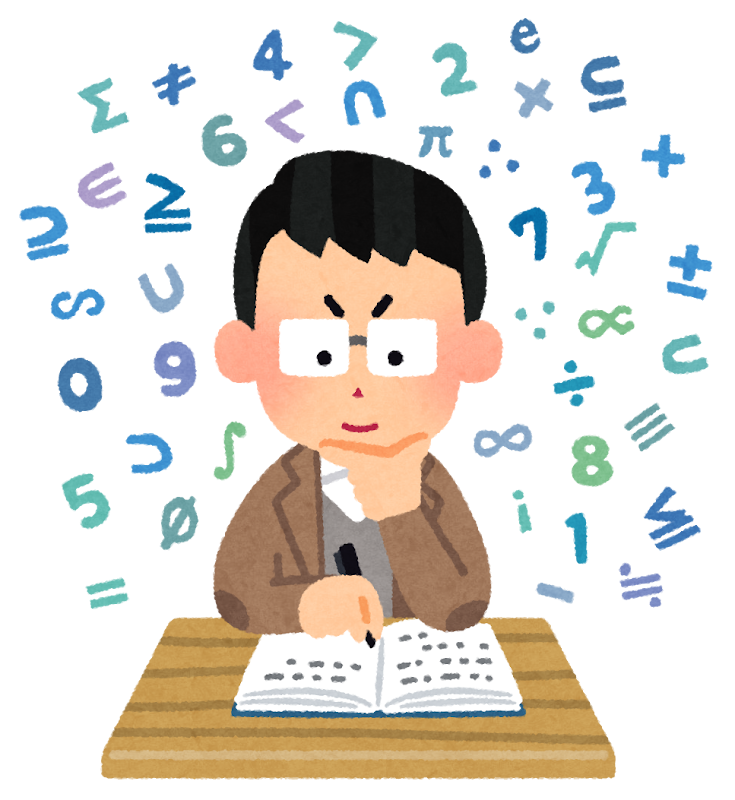 Σ ≠ 4 > 2 e ⊆
6 < ∩ π ×
∈ ≧ ∴ 3 +
⊇ 7 √ ±
∽ ∪ ∵ ∝ ⊂
0 9 ÷
⊃ ∫ ∞ 8 ≡
5 ∅ i 1 ≦
= − ≒